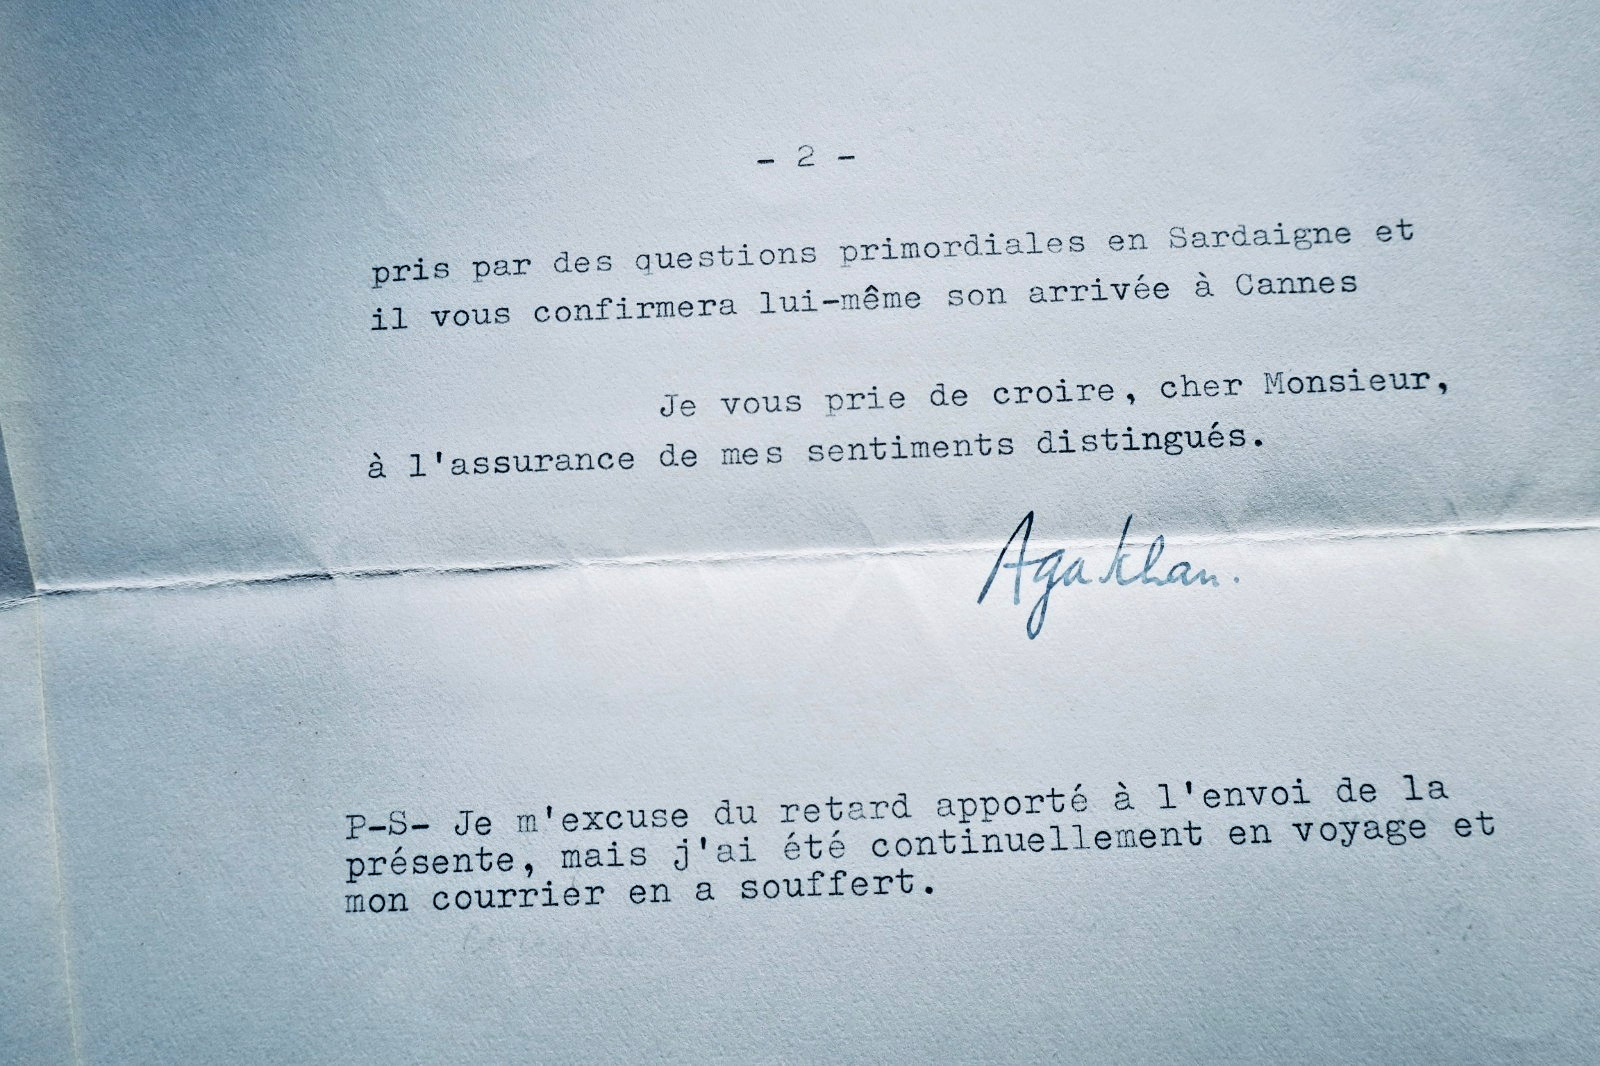 - 2 -
pris par des questions primordiales en Sardaigne et
il vous confirmera lui-même son arrivée à Cannes
Je vous prie de croire, cher Monsieur,
à l'assurance de mes sentiments distingués.
Aga Khan.
P-S- Je m'excuse du retard apporté à l'envoi de la
présente, mais j'ai été continuellement en voyage et
mon courrier en a souffert.